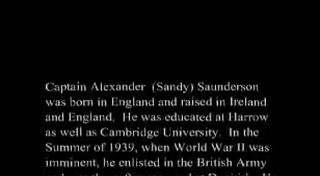 Captain Alexander (Sandy) Saunderson
was born in England and raised in Ireland
and England. He was educated at Harrow
as well as Cambridge University. In the
Summer of 1939, when World War II was
imminent, he enlisted in the British Army